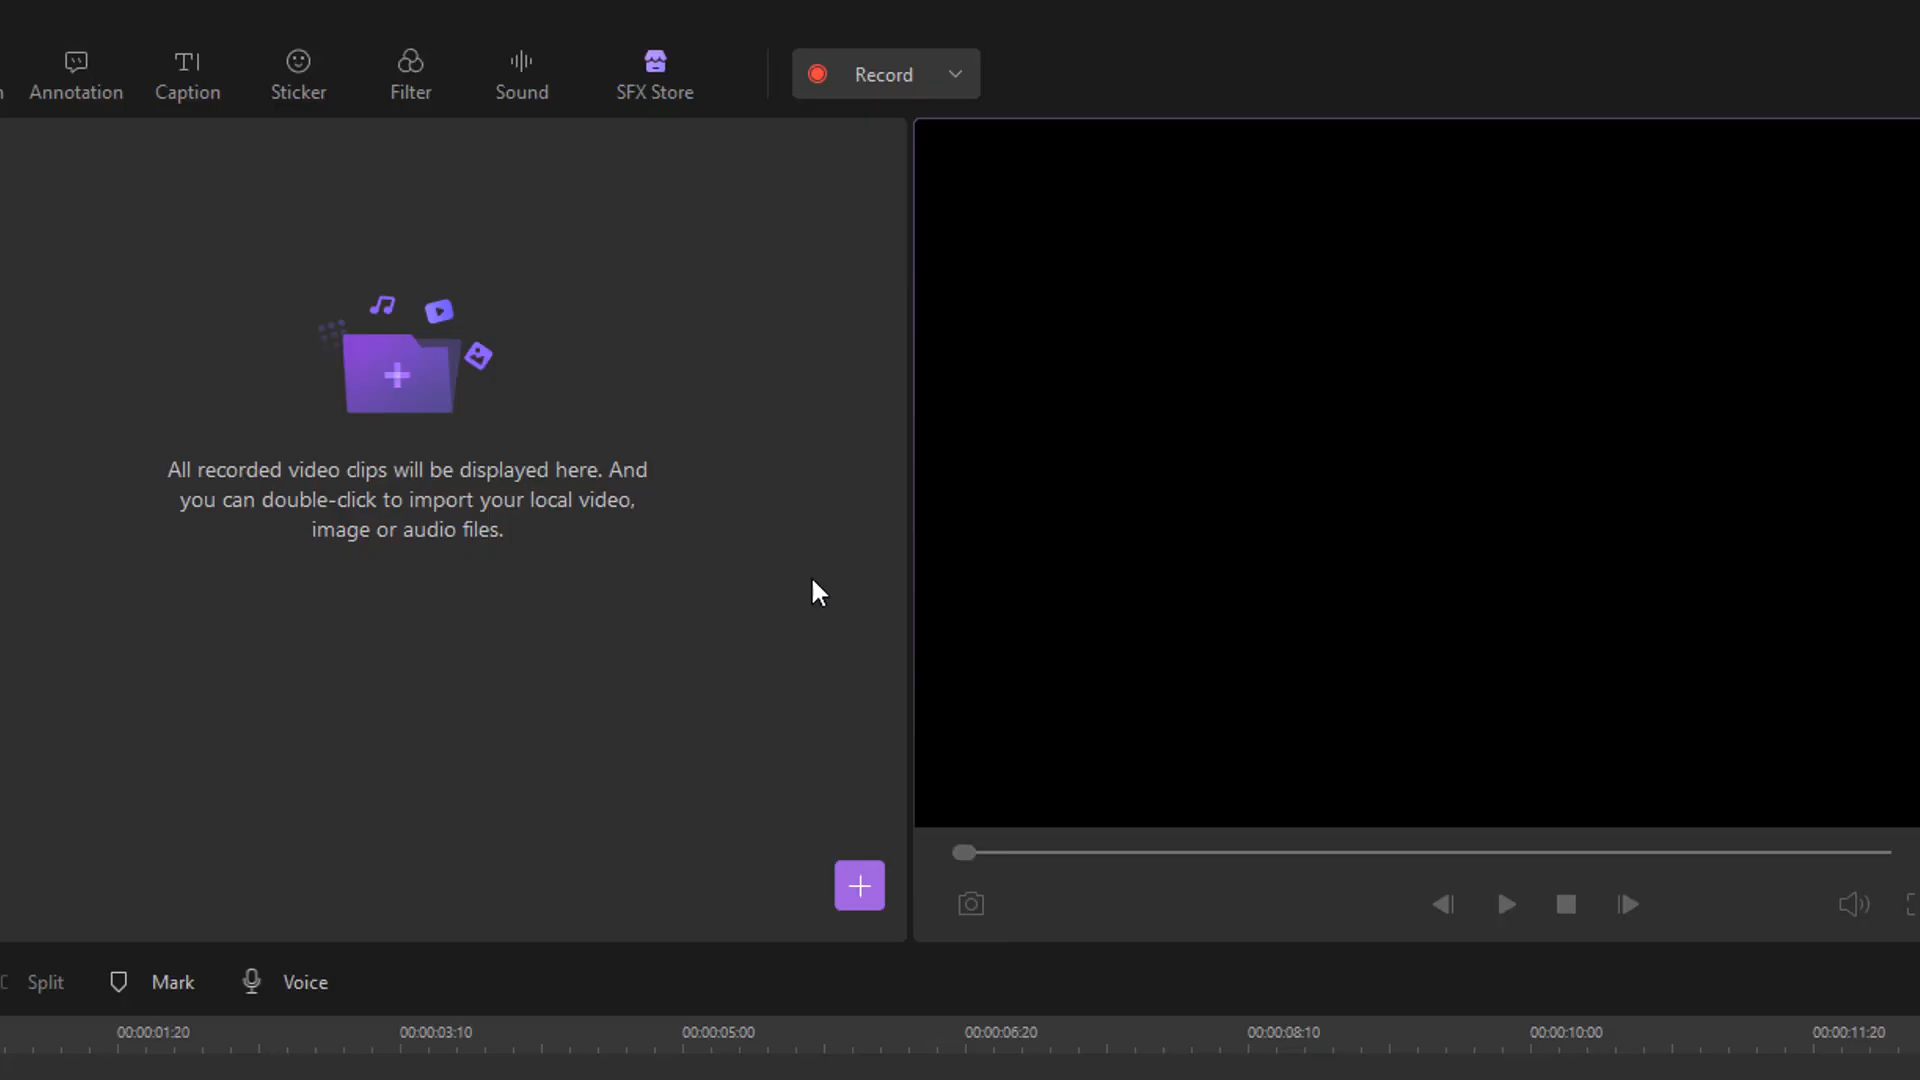 Annotation
Caption
Sticker
Filter
Sound
SFX Store
Record
All recorded video clips will be displayed here. And
you can double-click to import your local video,
image or audio files.
Split
Mark
Voice
00:00:01:20
00:00:03:10
00:00:05:00
00:00:06:20
00:00:08:10
00:00:10:00
00:00:11:20